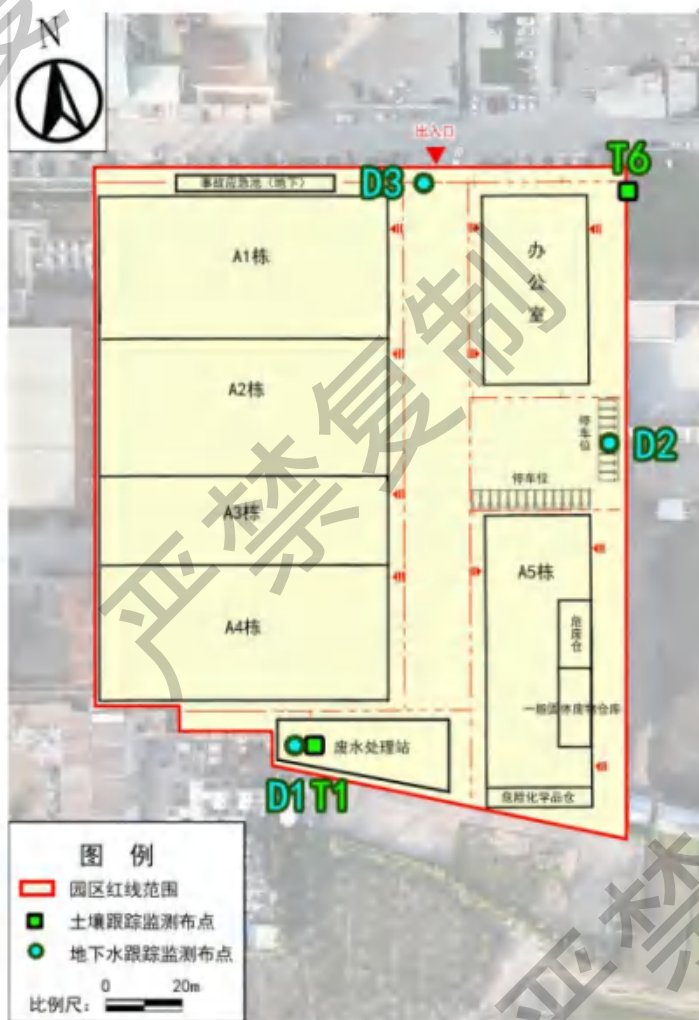 N
出入口
T6
事故应急池（地下）
D3
A1栋
办公室
A2栋
停车位
D2
停车位
A3栋
A5栋
A4栋
危废仓
一般固体废物仓库
废水处理站
D1 T1
危险化学品仓
图 例
园区红线范围
土壤跟踪监测布点
地下水跟踪监测布点
0 20m
比例尺：
严禁复制
严禁